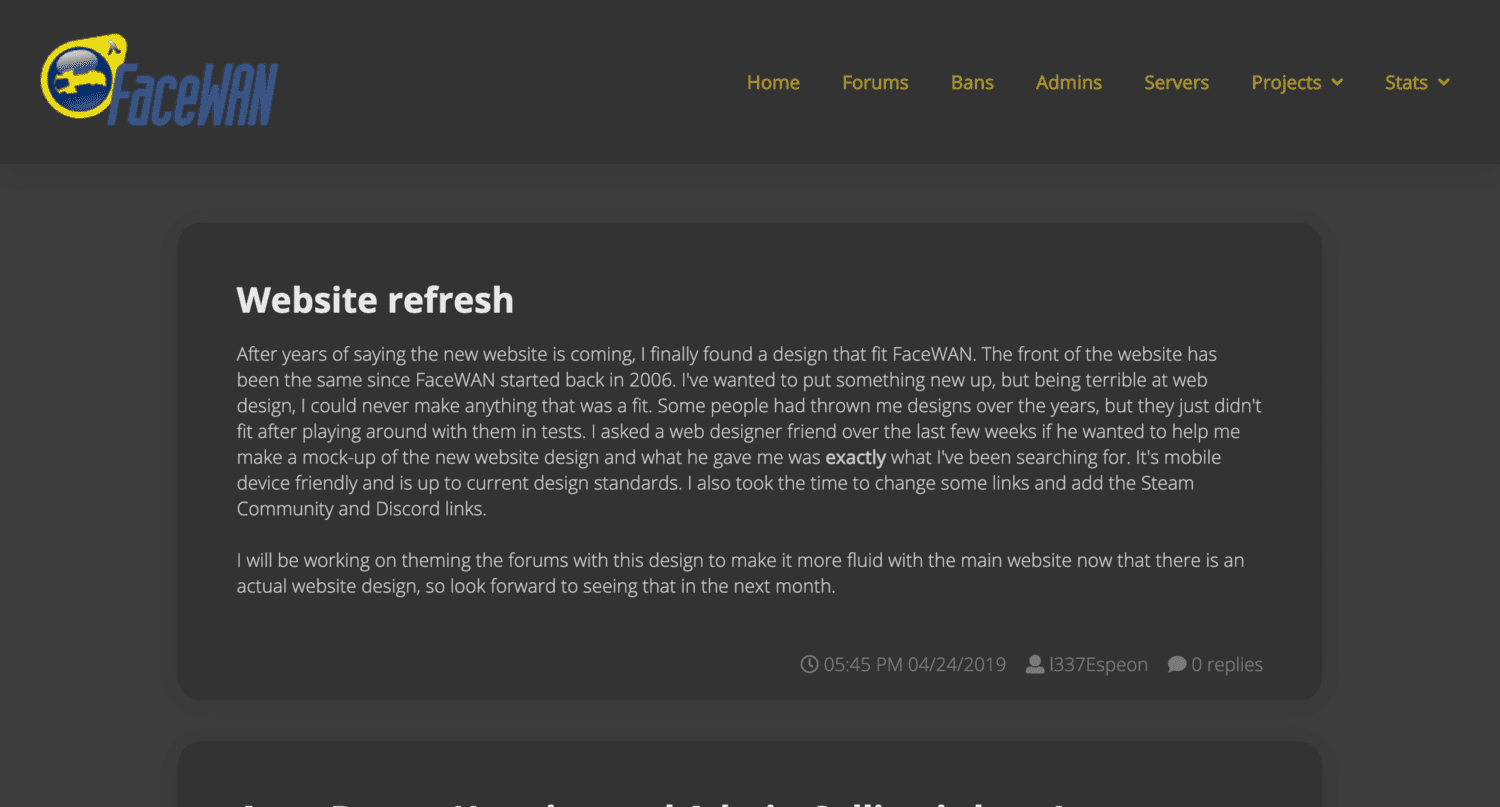 FaceWAN
Home Forums Bans Admins Servers Projects Stats
Website refresh
After years of saying the new website is coming, I finally found a design that fit FaceWAN. The front of the website has
been the same since FaceWAN started back in 2006. I've wanted to put something new up, but being terrible at web
design, I could never make anything that was a fit. Some people had thrown me designs over the years, but they just didn't
fit after playing around with them in tests. I asked a web designer friend over the last few weeks if he wanted to help me
make a mock-up of the new website design and what he gave me was exactly what I've been searching for. It's mobile
device friendly and is up to current design standards. I also took the time to change some links and add the Steam
Community and Discord links.
I will be working on theming the forums with this design to make it more fluid with the main website now that there is an
actual website design, so look forward to seeing that in the next month.
05:45 PM 04/24/2019 l337Espeon 0 replies